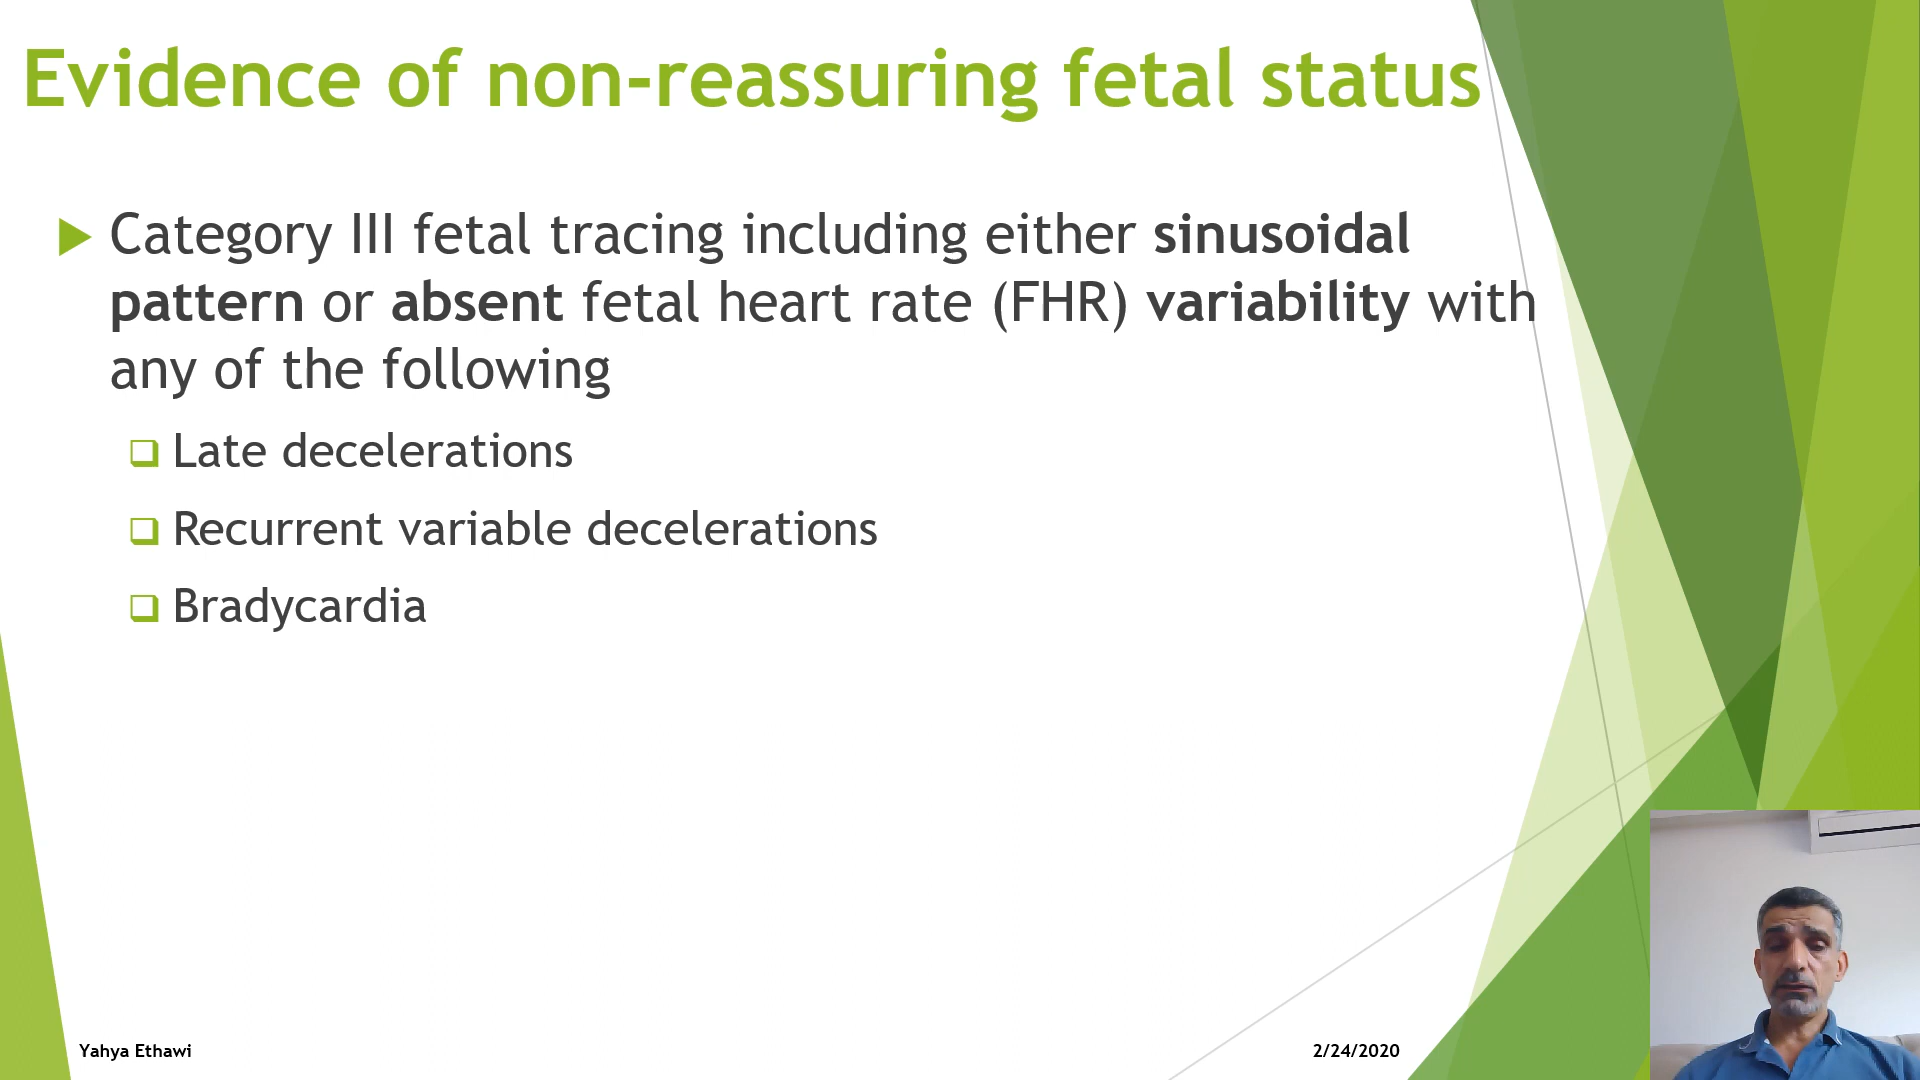 Evidence of non-reassuring fetal status
Category III fetal tracing including either sinusoidal
pattern or absent fetal heart rate (FHR) variability with
any of the following
Late decelerations
Recurrent variable decelerations
Bradycardia
Yahya Ethawi
2/24/2020